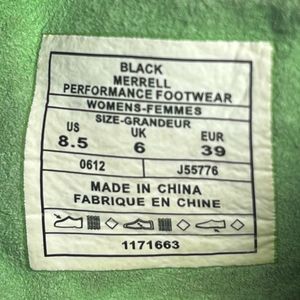 BLACK
MERRELL
PERFORMANCE FOOTWEAR
WOMENS-FEMMES
SIZE-GRANDEUR
US UK EUR
8.5 6 39
0612 J55776
MADE IN CHINA
FABRIQUE EN CHINE
1171663